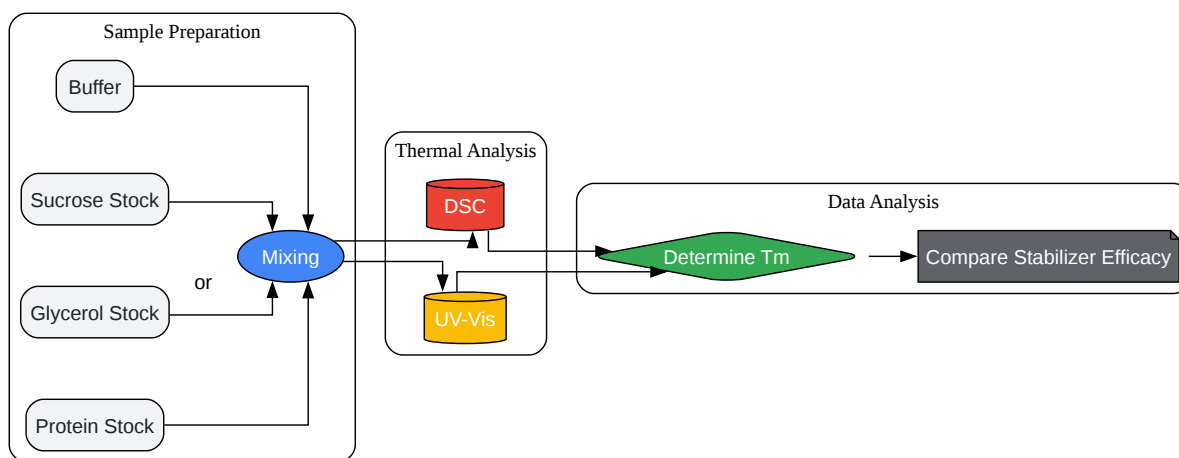 Sample Preparation
Buffer
Sucrose Stock
Mixing
or
Glycerol Stock
Protein Stock
Thermal Analysis
DSC
UV-Vis
Data Analysis
Determine Tm
Compare Stabilizer Efficacy